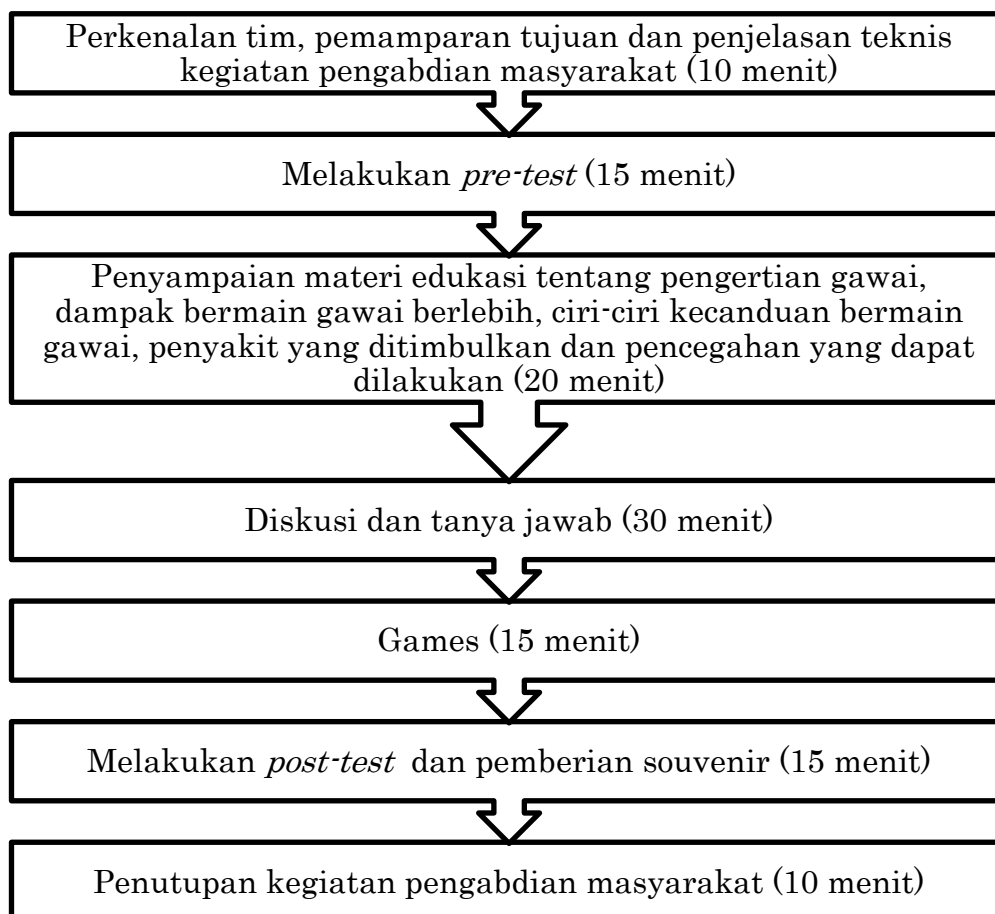 Perkenalan tim, pemamparan tujuan dan penjelasan teknis
kegiatan pengabdian masyarakat (10 menit)
Melakukan pre-test (15 menit)
Penyampaian materi edukasi tentang pengertian gawai,
dampak bermain gawai berlebih, ciri-ciri kecanduan bermain
gawai, penyakit yang ditimbulkan dan pencegahan yang dapat
dilakukan (20 menit)
Diskusi dan tanya jawab (30 menit)
Games (15 menit)
Melakukan post-test dan pemberian souvenir (15 menit)
Penutupan kegiatan pengabdian masyarakat (10 menit)